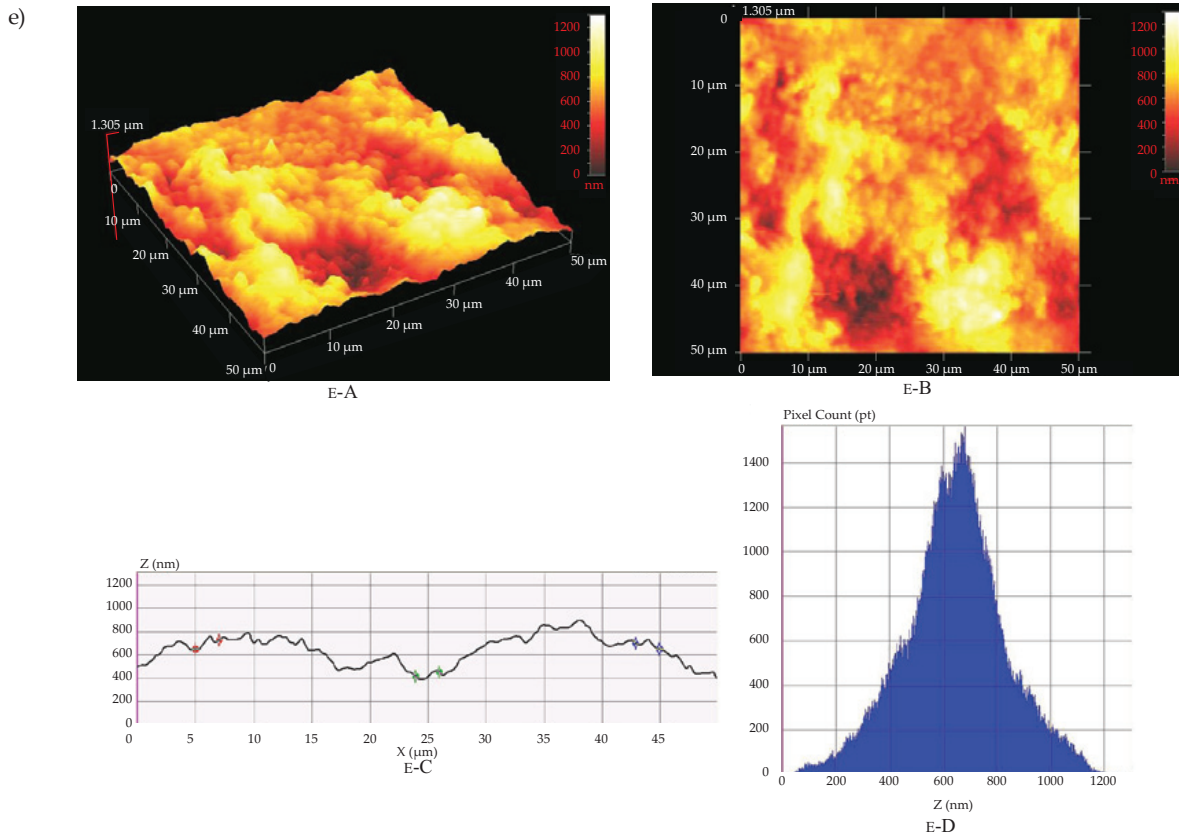 e)
1200
1000
800
600
400
200
0
nm
1.305 µm
0
10 µm
20 µm
30 µm
40 µm
50 µm
0
10 µm
20 µm
30 µm
40 µm
50 µm
E-A
1.305 µm
0
10 µm
20 µm
30 µm
40 µm
50 µm
0
10 µm
20 µm
30 µm
40 µm
50 µm
1200
1000
800
600
400
200
0
nm
E-B
Z (nm)
1200
1000
800
600
400
200
0
0
5
10
15
20
25
30
35
40
45
X (µm)
E-C
Pixel Count (pt)
1400
1200
1000
800
600
400
200
0
0
200
400
600
800
1000
1200
Z (nm)
E-D